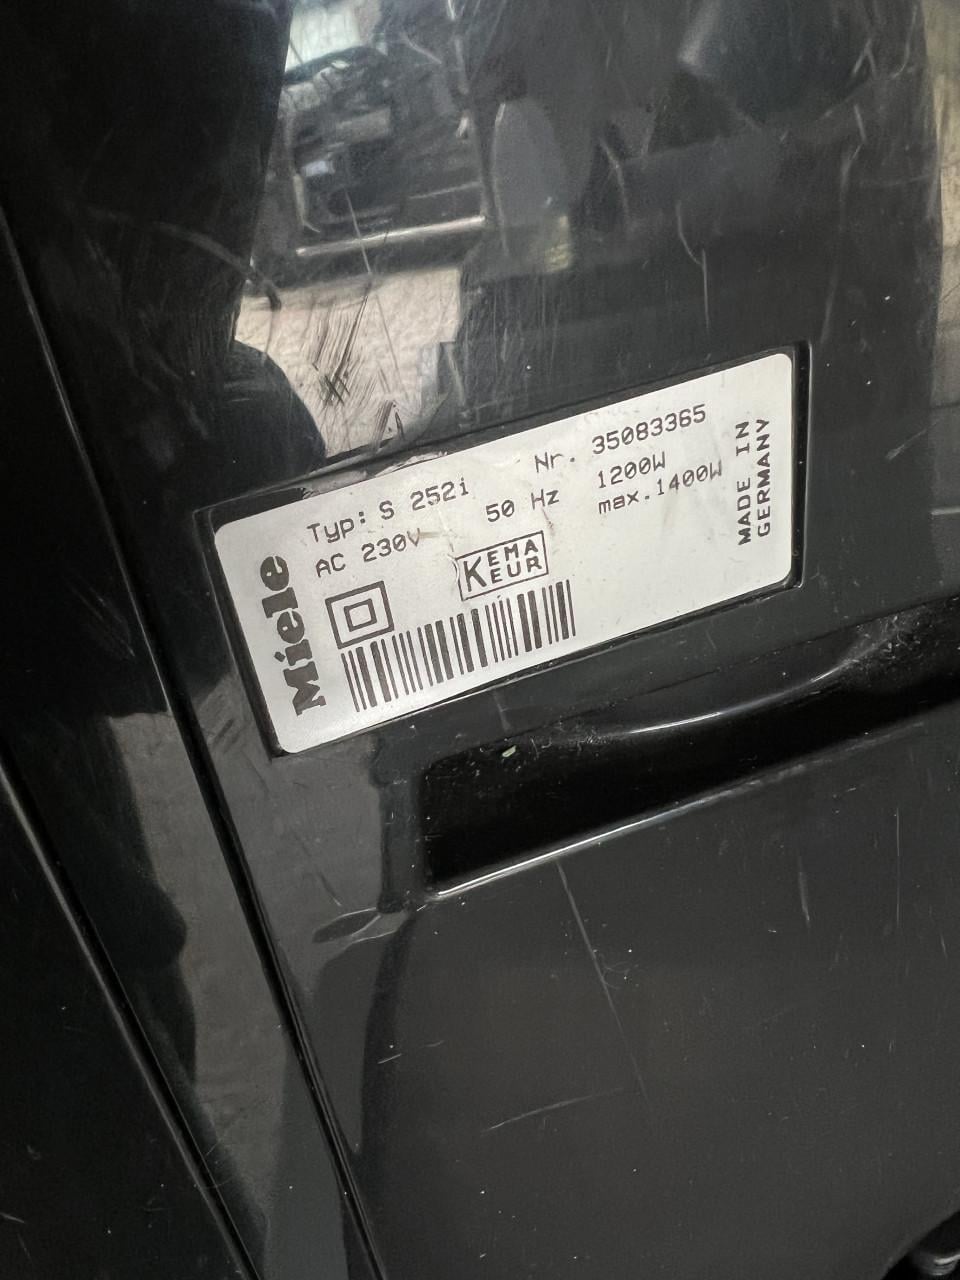 Miele
Typ: S 252i
Nr. 35083365
AC 230V
50 Hz
1200W
max.1400W
KEMA
EUR
MADE IN
GERMANY